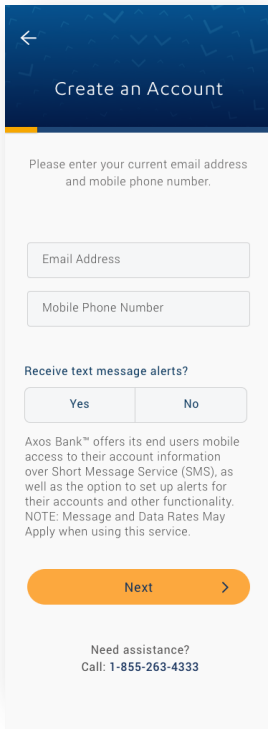 Create an Account
Please enter your current email address
and mobile phone number.
Email Address
Mobile Phone Number
Receive text message alerts?
Yes No
Axos Bank™ offers its end users mobile
access to their account information
over Short Message Service (SMS), as
well as the option to set up alerts for
their accounts and other functionality.
NOTE: Message and Data Rates May
Apply when using this service.
Next
Need assistance?
Call: 1-855-263-4333